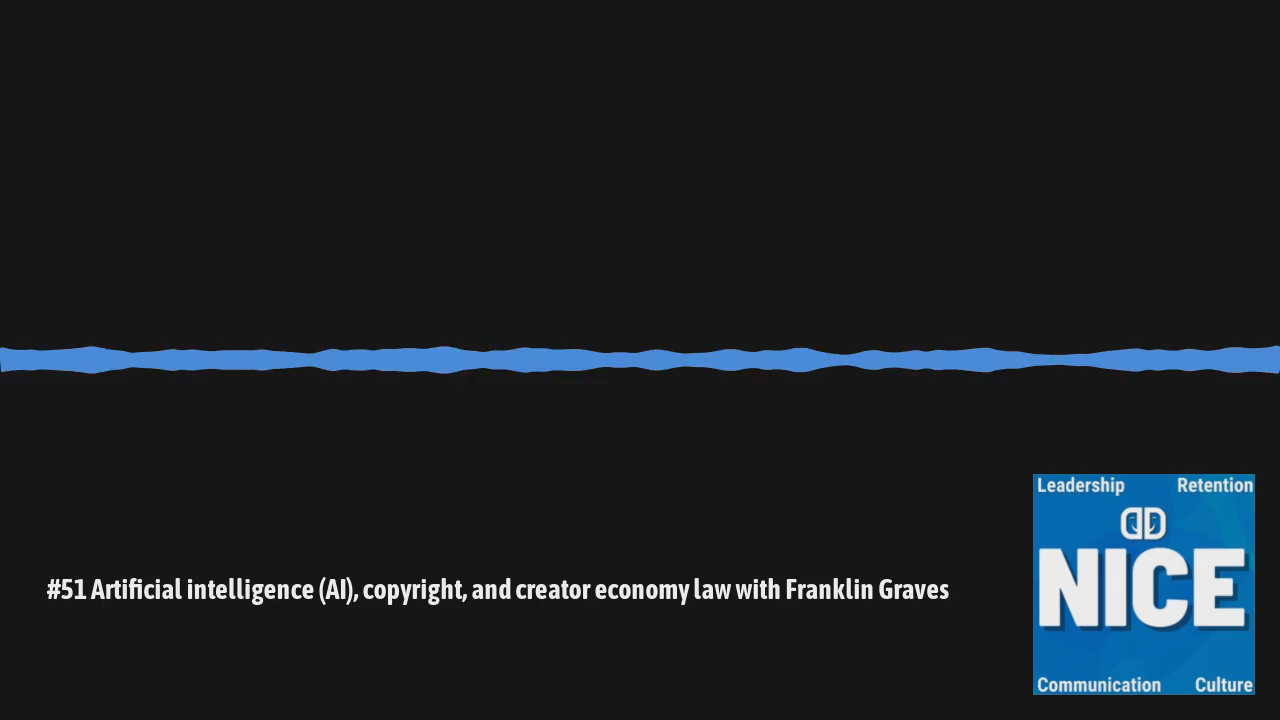 #51 Artificial intelligence (AI), copyright, and creator economy law with Franklin Graves
Leadership Retention
NICE
Communication Culture